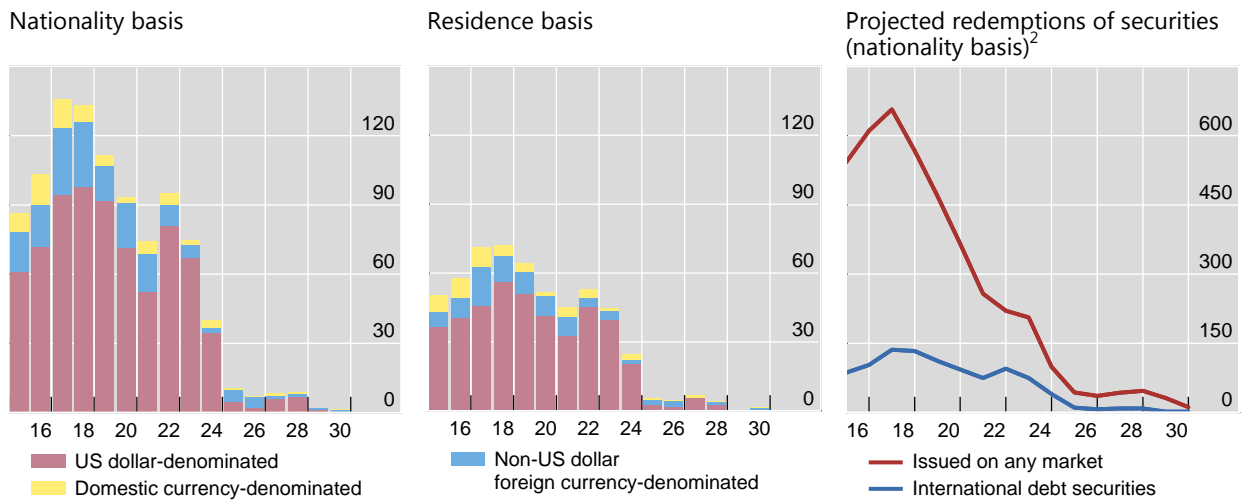 Nationality basis
120
90
60
30
0
16 18 20 22 24 26 28 30
US dollar-denominated
Domestic currency-denominated
Residence basis
120
90
60
30
0
16 18 20 22 24 26 28 30
Non-US dollar
foreign currency-denominated
Projected redemptions of securities
(nationality basis)2
600
450
300
150
0
16 18 20 22 24 26 28 30
Issued on any market
International debt securities